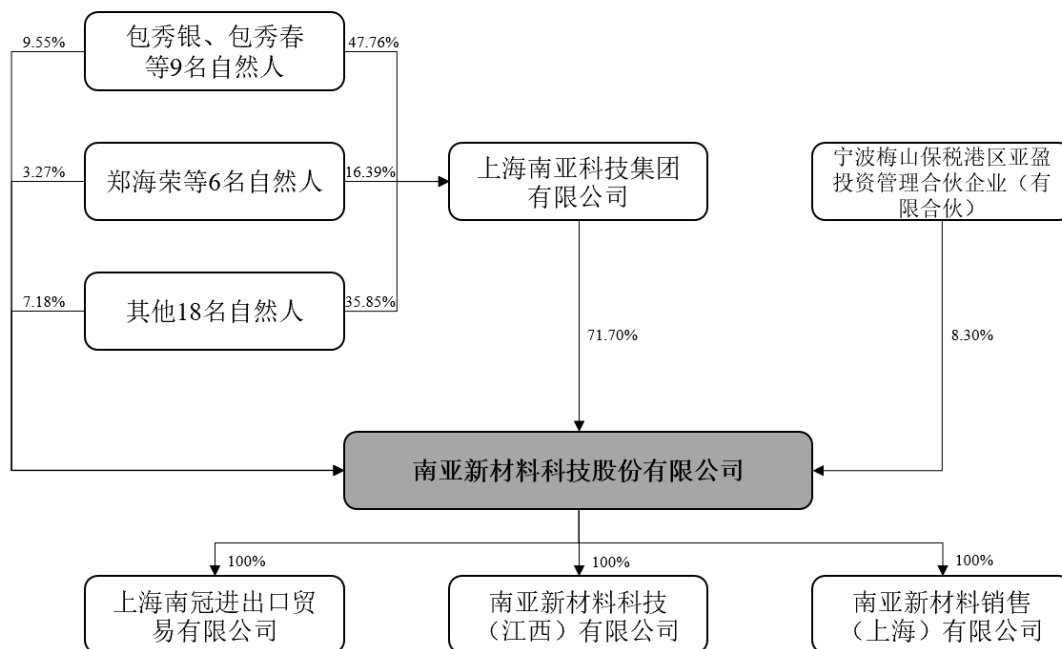 9.55%
包秀银、包秀春
等9名自然人
47.76%
3.27%
郑海荣等6名自然人
16.39%
上海南亚科技集团
有限公司
宁波梅山保税港区亚盈
投资管理合伙企业（有
限合伙）
7.18%
其他18名自然人
35.85%
71.70%
8.30%
南亚新材料科技股份有限公司
100%
100%
100%
上海南冠进出口贸
易有限公司
南亚新材料科技
（江西）有限公司
南亚新材料销售
（上海）有限公司